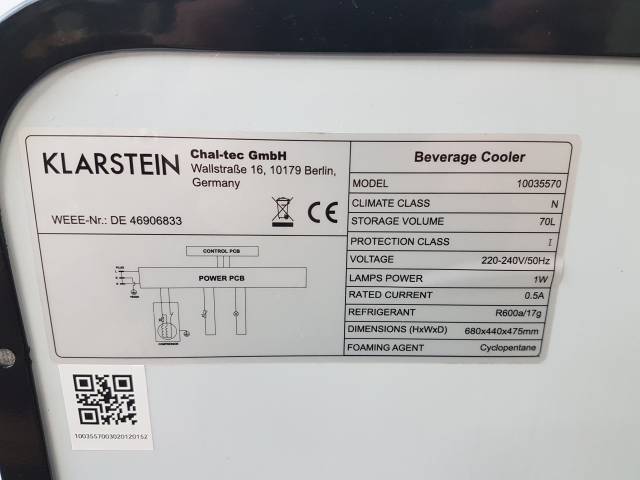 KLARSTEIN
Chal-tec GmbH
Wallstraße 16, 10179 Berlin,
Germany
WEEE-Nr.: DE 46906833
CE
CONTROL PCB
POWER PCB
PLUG
L
N
COMPRESSOR
Beverage Cooler
MODEL 10035570
CLIMATE CLASS N
STORAGE VOLUME 70L
PROTECTION CLASS I
VOLTAGE 220-240V/50Hz
LAMPS POWER 1W
RATED CURRENT 0.5A
REFRIGERANT R600a/17g
DIMENSIONS (HxWxD) 680x440x475mm
FOAMING AGENT Cyclopentane